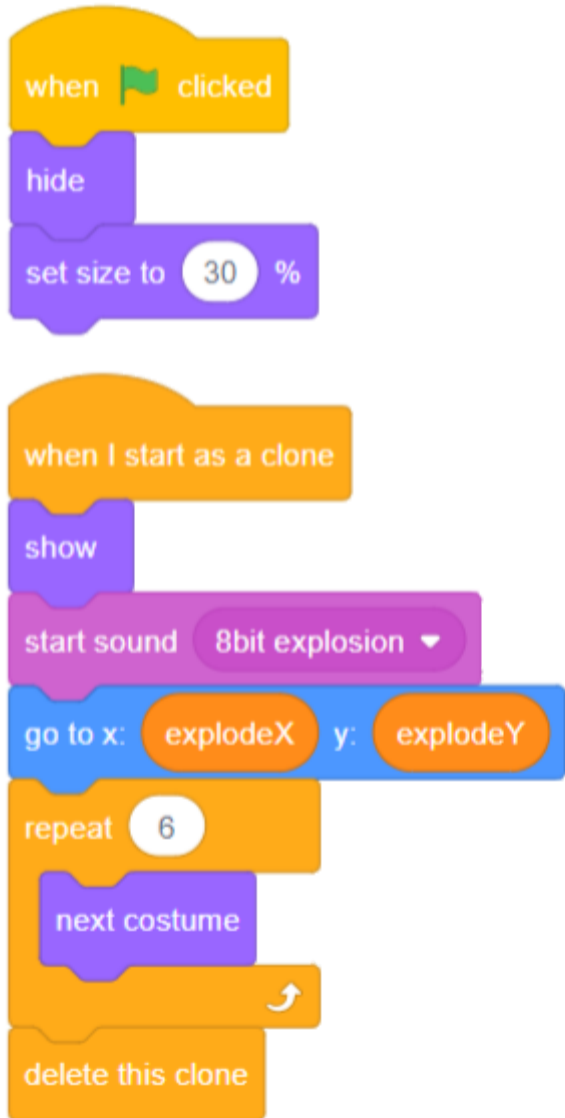 when clicked
hide
set size to 30 %
when I start as a clone
show
start sound 8bit explosion
go to x: explodeX y: explodeY
repeat 6
next costume
delete this clone